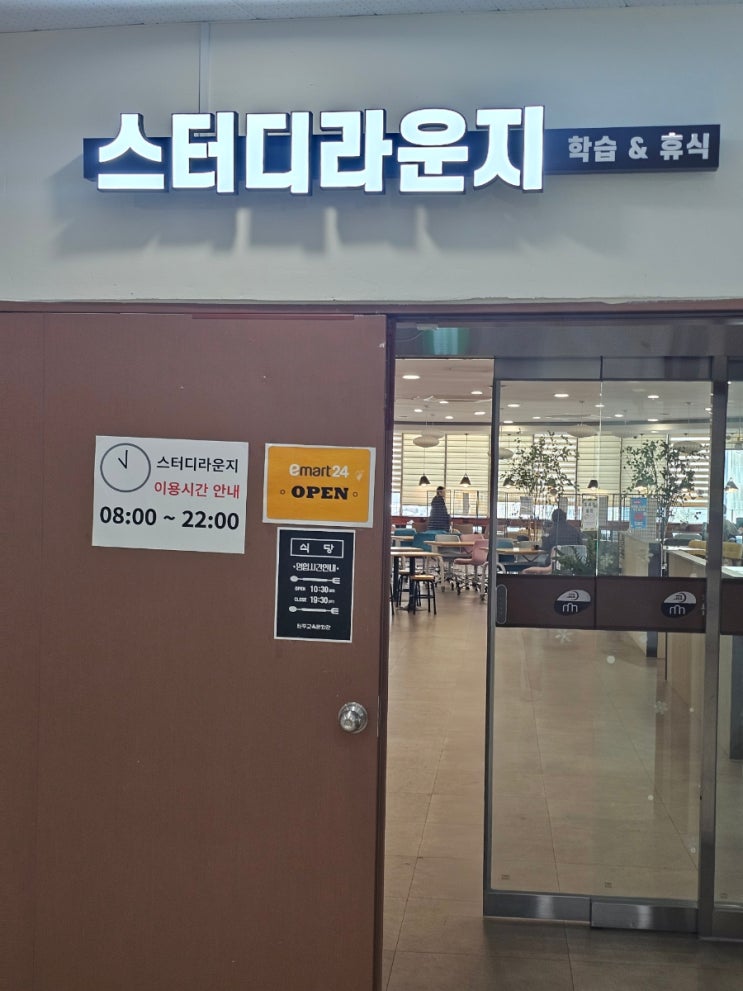 스터디라운지
학습 & 휴식
스터디라운지
이용시간 안내
08:00 ~ 22:00
emart24
OPEN
식 당
•영업시간안내•
OPEN 10:30
CLOSE 19:30